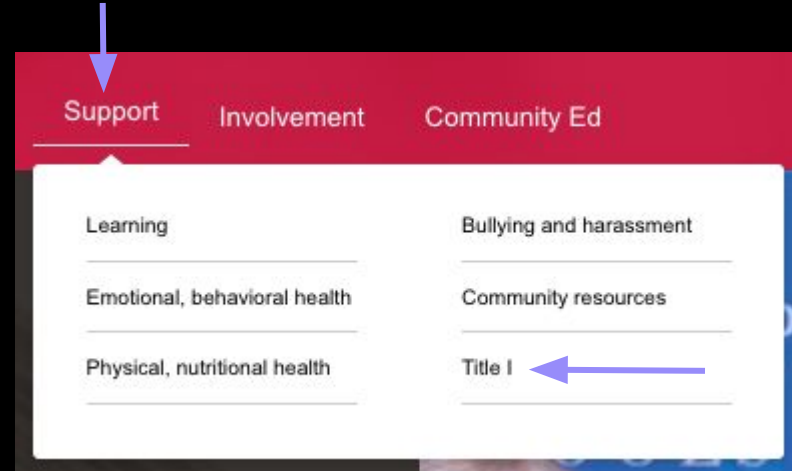 Support
Involvement
Community Ed
Learning
Bullying and harassment
Emotional, behavioral health
Community resources
Physical, nutritional health
Title I